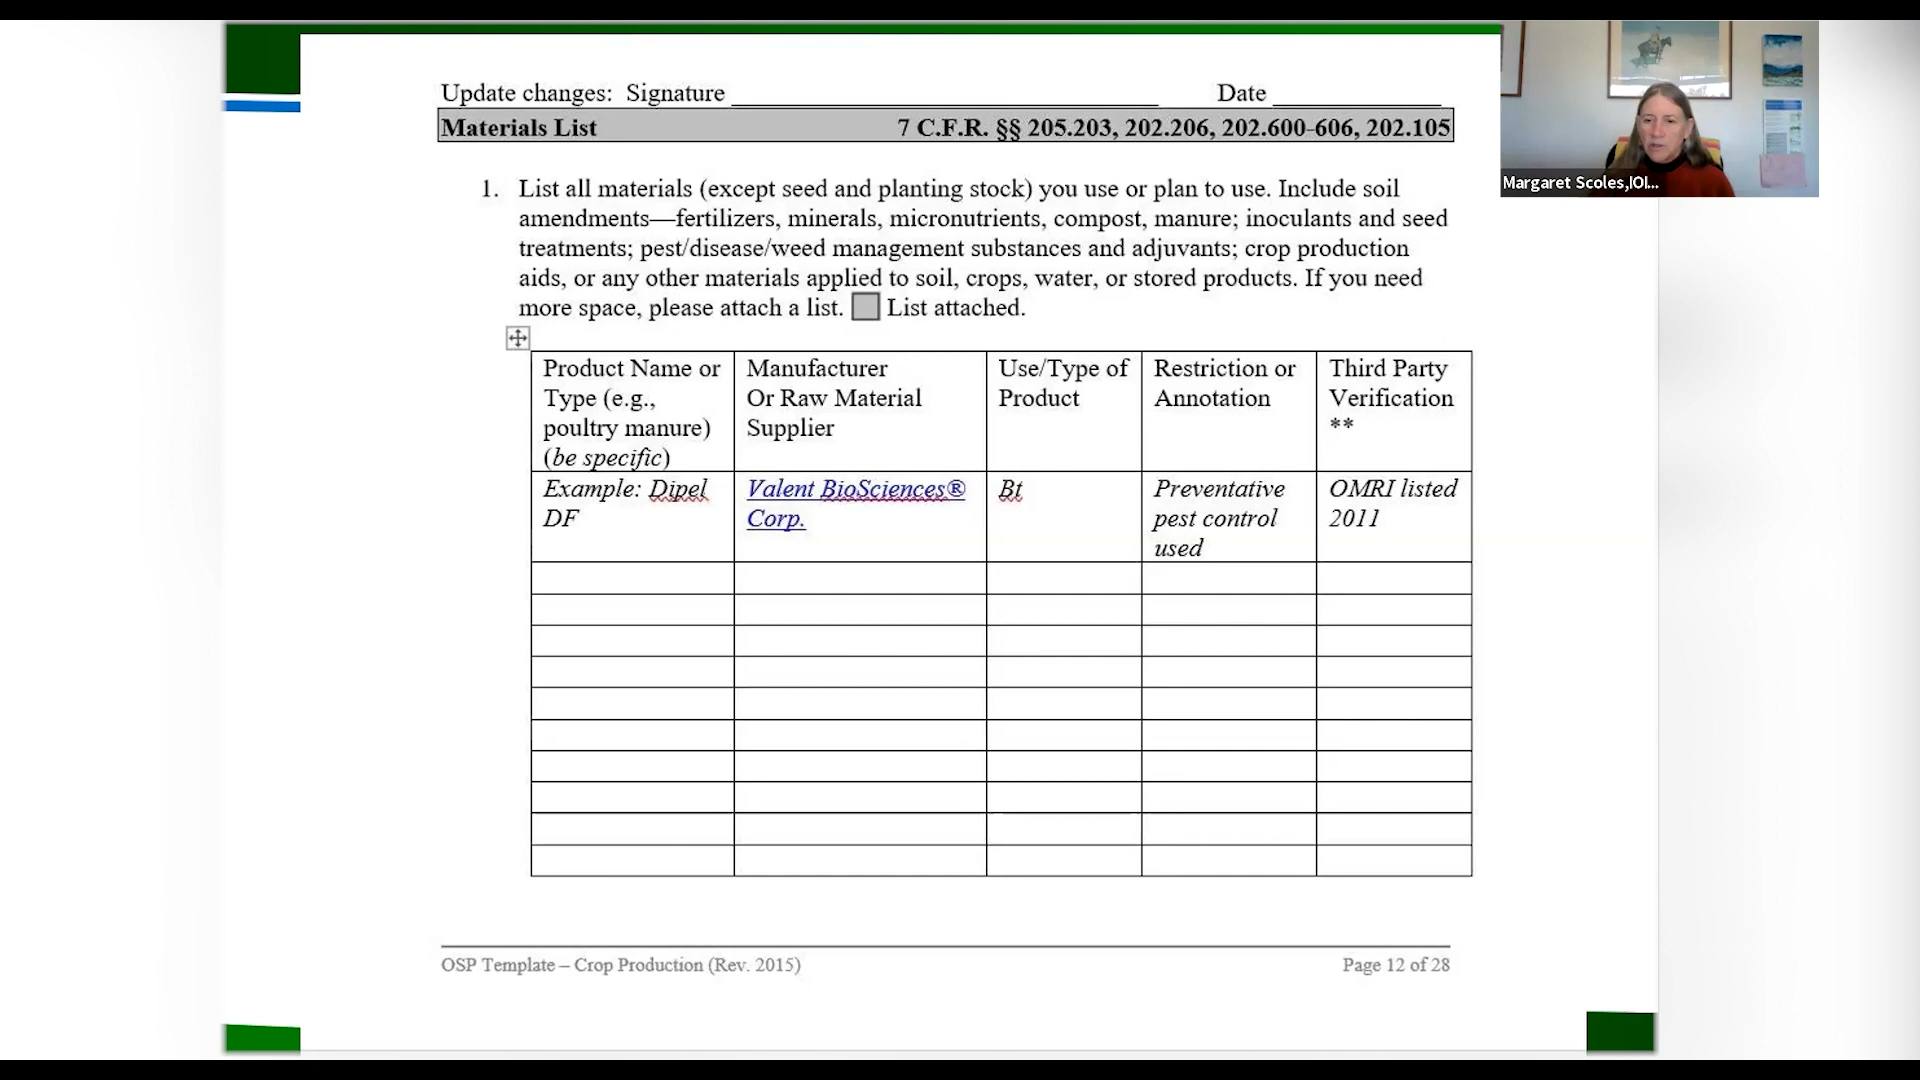 Update changes: Signature ____ Date ____
Materials List 7 C.F.R. §§ 205.203, 202.206, 202.600-606, 202.105
Margaret Scoles,IOI...
1. List all materials (except seed and planting stock) you use or plan to use. Include soil
amendments—fertilizers, minerals, micronutrients, compost, manure; inoculants and seed
treatments; pest/disease/weed management substances and adjuvants; crop production
aids, or any other materials applied to soil, crops, water, or stored products. If you need
more space, please attach a list. List attached.
Product Name or
Type (e.g.,
poultry manure)
(be specific)
Manufacturer
Or Raw Material
Supplier
Use/Type of
Product
Restriction or
Annotation
Third Party
Verification
**
Example: Dipel
DF
Valent BioSciences®
Corp.
Bt
Preventative
pest control
used
OMRI listed
2011
OSP Template – Crop Production (Rev. 2015) Page 12 of 28